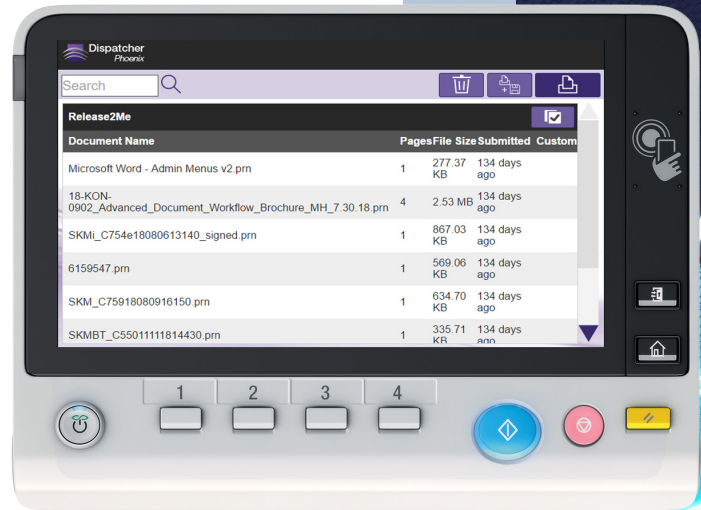 Dispatcher
Phoenix
Search
Release2Me
Document Name Pages File Size Submitted Custom
Microsoft Word - Admin Menus v2.prn 1 277.37 KB 134 days ago
18-KON-
0902_Advanced_Document_Workflow_Brochure_MH_7.30.18.prn 4 2.53 MB 134 days ago
SKMi_C754e18080613140_signed.prn 1 867.03 KB 134 days ago
6159547.prn 1 569.06 KB 134 days ago
SKM_C75918080916150.prn 1 634.70 KB 134 days ago
SKMBT_C55011111814430.prn 1 335.71 KB 134 days ago
1 2 3 4